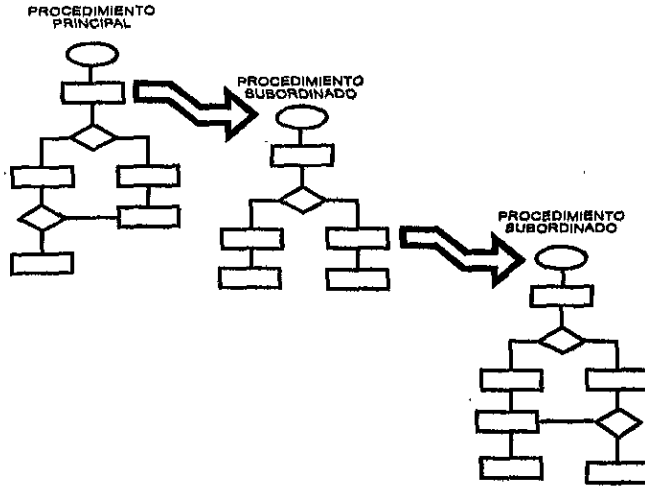 PROCEDIMIENTO
PRINCIPAL
PROCEDIMIENTO
SUBORDINADO
PROCEDIMIENTO
SUBORDINADO